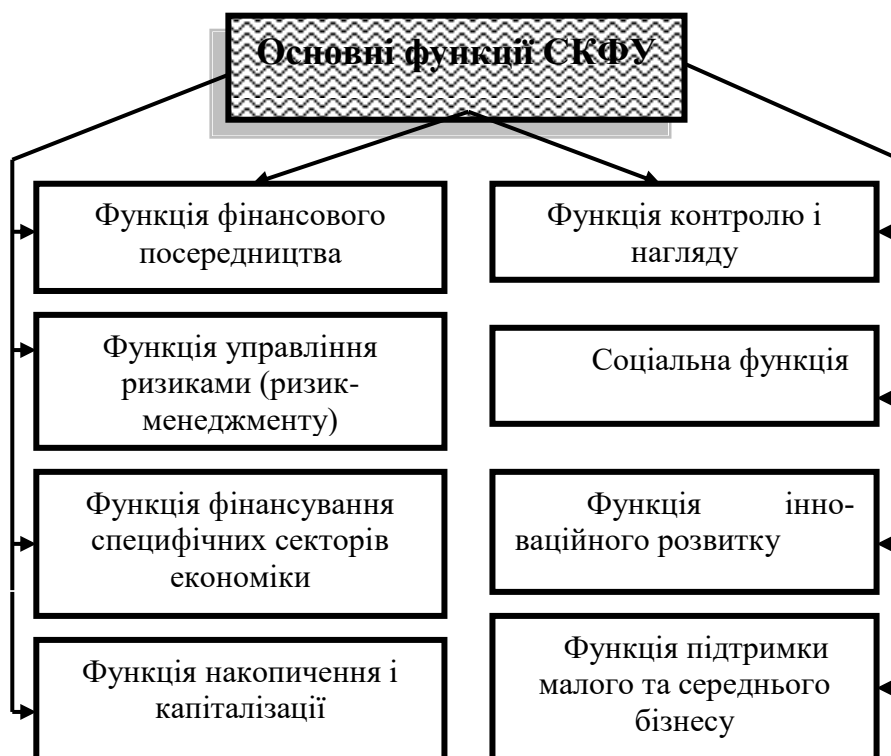 Основні функції СКФУ
Функція фінансового
посередництва
Функція управління
ризиками (ризик-
менеджменту)
Функція фінансування
специфічних секторів
економіки
Функція накопичення і
капіталізації
Функція контролю і
нагляду
Соціальна функція
Функція інно-
ваційного розвитку
Функція підтримки
малого та середнього
бізнесу